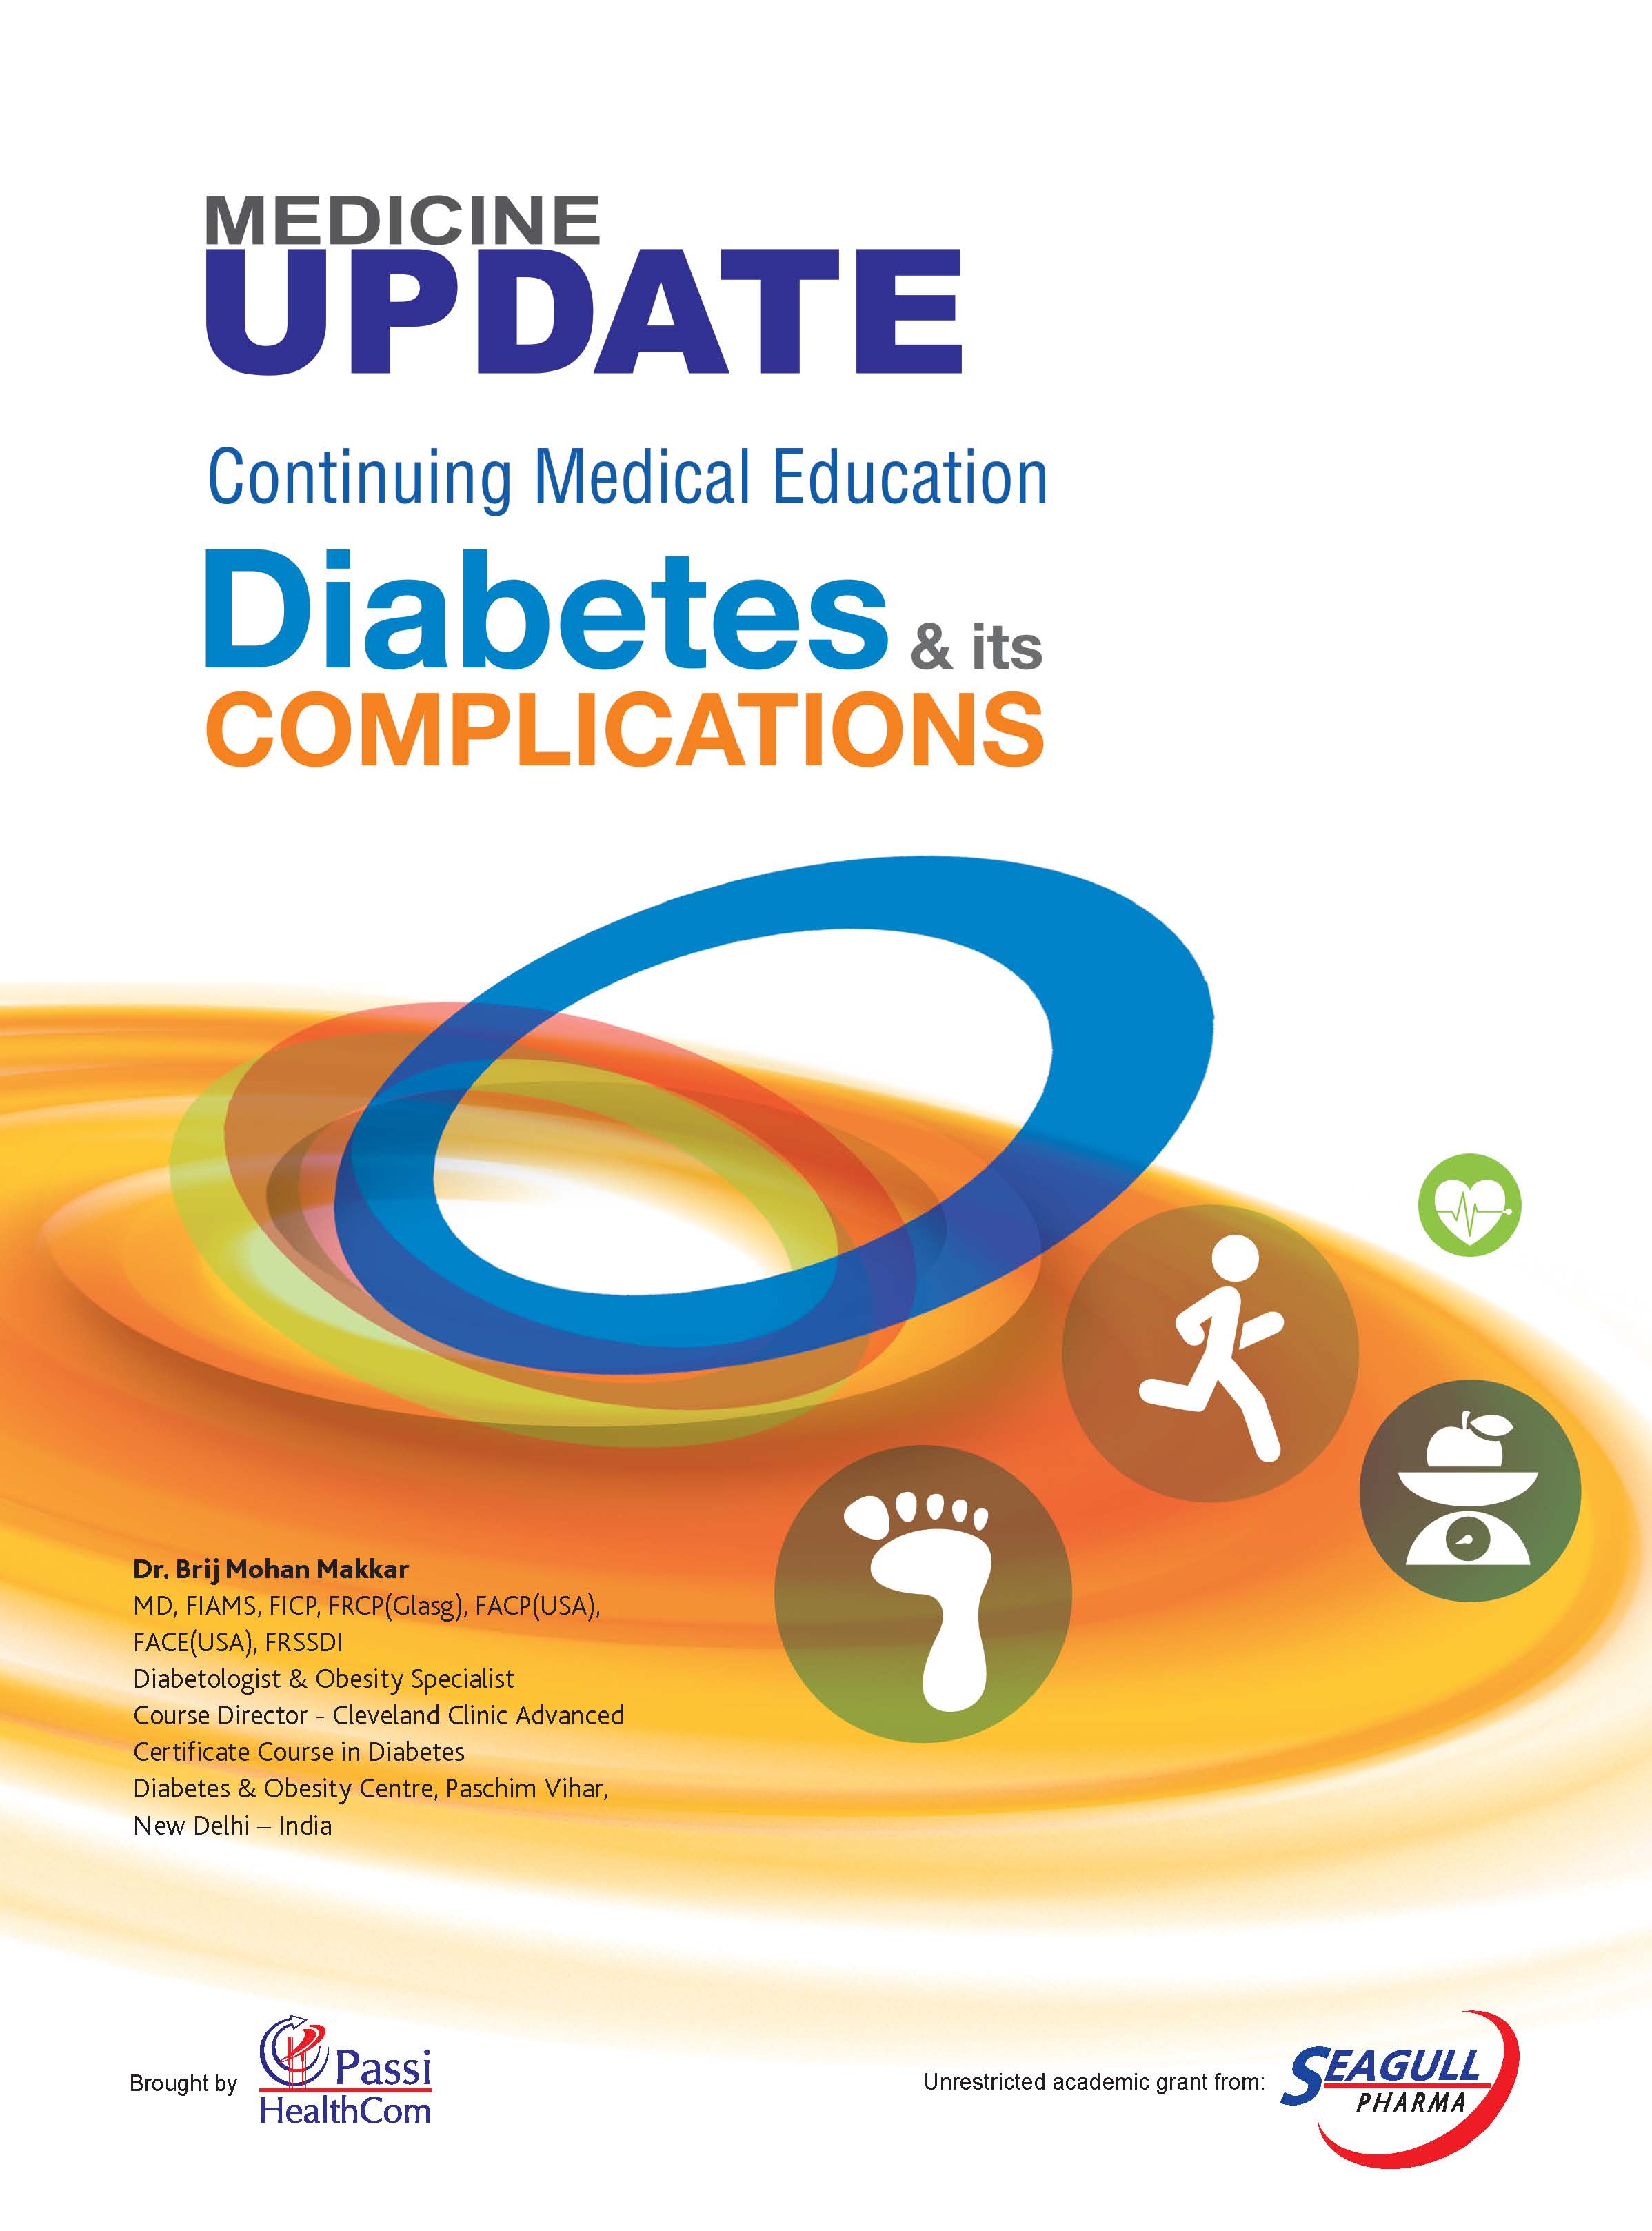 MEDICINE
UPDATE
Continuing Medical Education
Diabetes & its
COMPLICATIONS
Dr. Brij Mohan Makkar
MD, FIAMS, FICP, FRCP(Glasg), FACP(USA),
FACE(USA), FRSSDI
Diabetologist & Obesity Specialist
Course Director - Cleveland Clinic Advanced
Certificate Course in Diabetes
Diabetes & Obesity Centre, Paschim Vihar,
New Delhi – India
Brought by
Passi
HealthCom
Unrestricted academic grant from:
SEAGULL
PHARMA